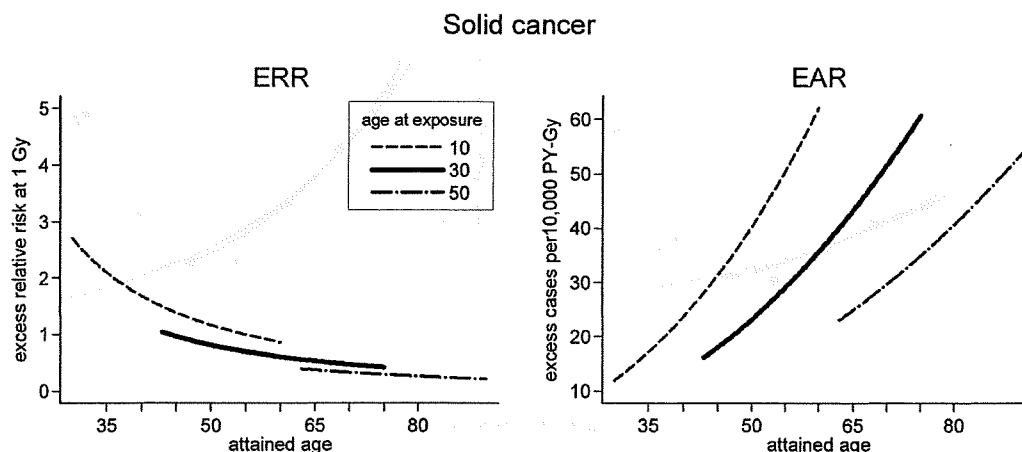 Solid cancer
ERR
excess relative risk at 1 Gy
5
4
3
2
1
0
35
50
65
80
attained age
age at exposure
10
30
50
EAR
excess cases per10,000 PY-Gy
60
50
40
30
20
10
35
50
65
80
attained age